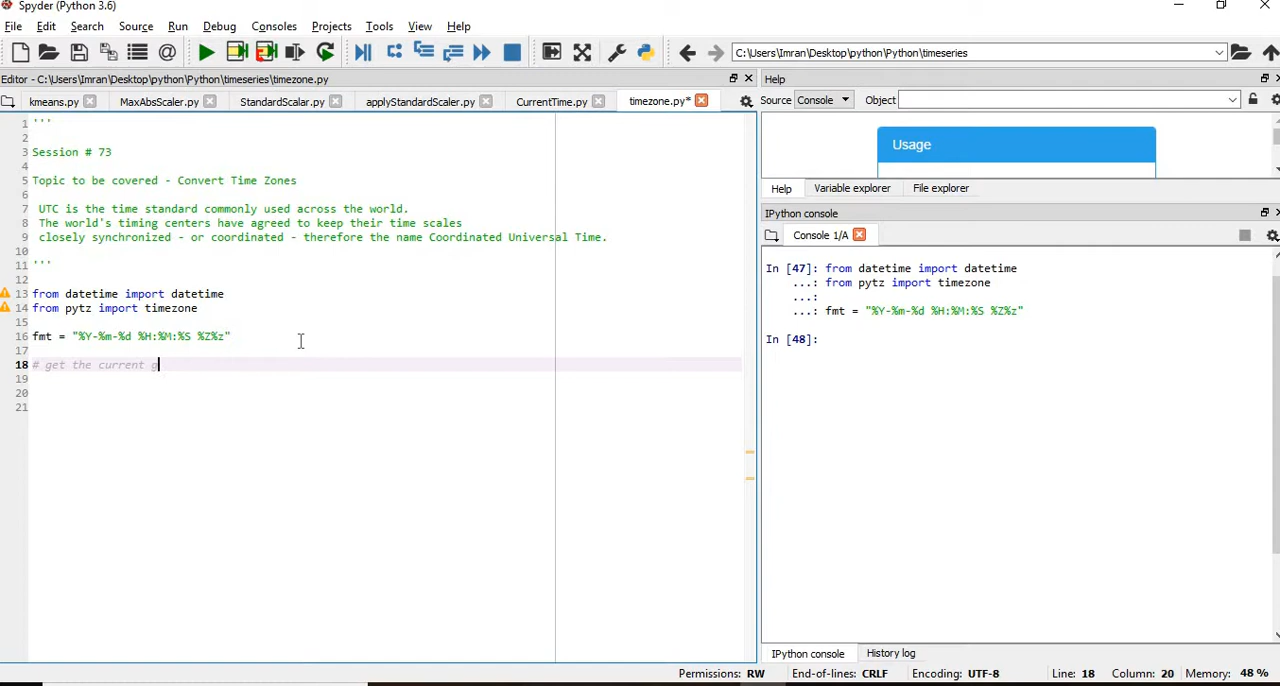 Spyder (Python 3.6)
File Edit Search Source Run Debug Consoles Projects Tools View Help
C:\Users\Imran\Desktop\python\Python\timeseries
Editor - C:\Users\Imran\Desktop\python\Python\timeseries\timezone.py
Help
kmeans.py MaxAbsScaler.py StandardScalar.py applyStandardScaler.py CurrentTime.py timezone.py*
Source Console Object
1 '''
2
3 Session # 73
4
5 Topic to be covered - Convert Time Zones
6
7 UTC is the time standard commonly used across the world.
8 The world's timing centers have agreed to keep their time scales
9 closely synchronized - or coordinated - therefore the name Coordinated Universal Time.
10
11 '''
12
13 from datetime import datetime
14 from pytz import timezone
15
16 fmt = "%Y-%m-%d %H:%M:%S %Z%z"
17
18 # get the current g
19
20
21
Usage
Help Variable explorer File explorer
IPython console
Console 1/A
In [47]: from datetime import datetime
...: from pytz import timezone
...:
...: fmt = "%Y-%m-%d %H:%M:%S %Z%z"
In [48]:
IPython console History log
Permissions: RW End-of-lines: CRLF Encoding: UTF-8 Line: 18 Column: 20 Memory: 48 %